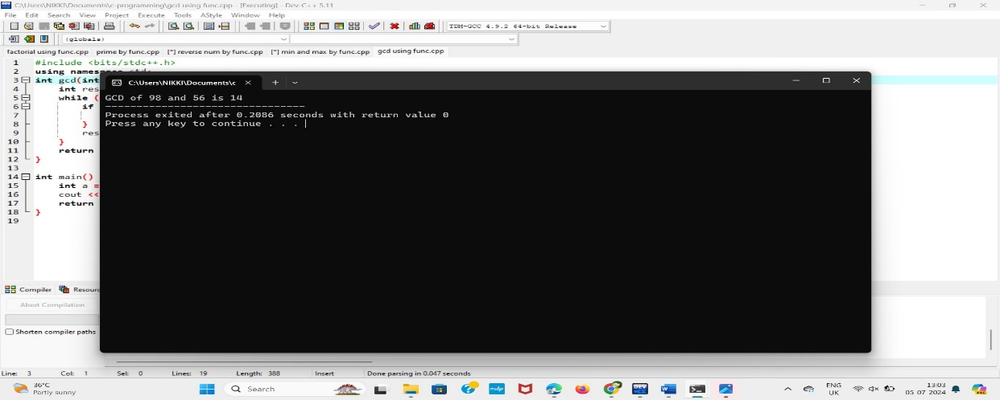 C:\Users\NIKKI\Documents\c-programming\gcd using func.cpp - [Executing] - Dev-C++ 5.11
File Edit Search View Project Execute Tools AStyle Window Help
TDM-GCC 4.9.2 64-bit Release
(globals)
factorial using func.cpp prime by func.cpp [*] reverse num by func.cpp [*] min and max by func.cpp gcd using func.cpp
1 #include <bits/stdc++.h>
2 using namespace std;
3 int gcd(int
4 int res
5 while (
6 if
7
8 }
9 res
10 }
11 return
12 }
13
14 int main()
15 int a =
16 cout <<
17 return
18 }
19
C:\Users\NIKKI\Documents\c
GCD of 98 and 56 is 14
--------------------------------
Process exited after 0.2086 seconds with return value 0
Press any key to continue . . .
Compiler Resourc
Abort Compilation
Shorten compiler paths
Line: 3 Col: 1 Sel: 0 Lines: 19 Length: 388 Insert Done parsing in 0.047 seconds
36°C
Partly sunny
Search
DEV
ENG
UK
13:03
03-07-2024